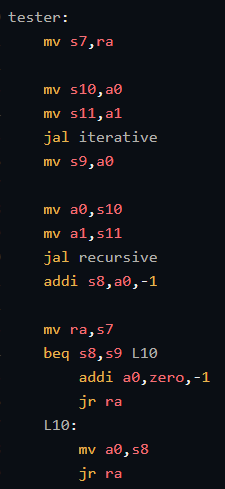 tester:
mv s7,ra
mv s10,a0
mv s11,a1
jal iterative
mv s9,a0
mv a0,s10
mv a1,s11
jal recursive
addi s8,a0,-1
mv ra,s7
beq s8,s9 L10
addi a0,zero,-1
jr ra
L10:
mv a0,s8
jr ra